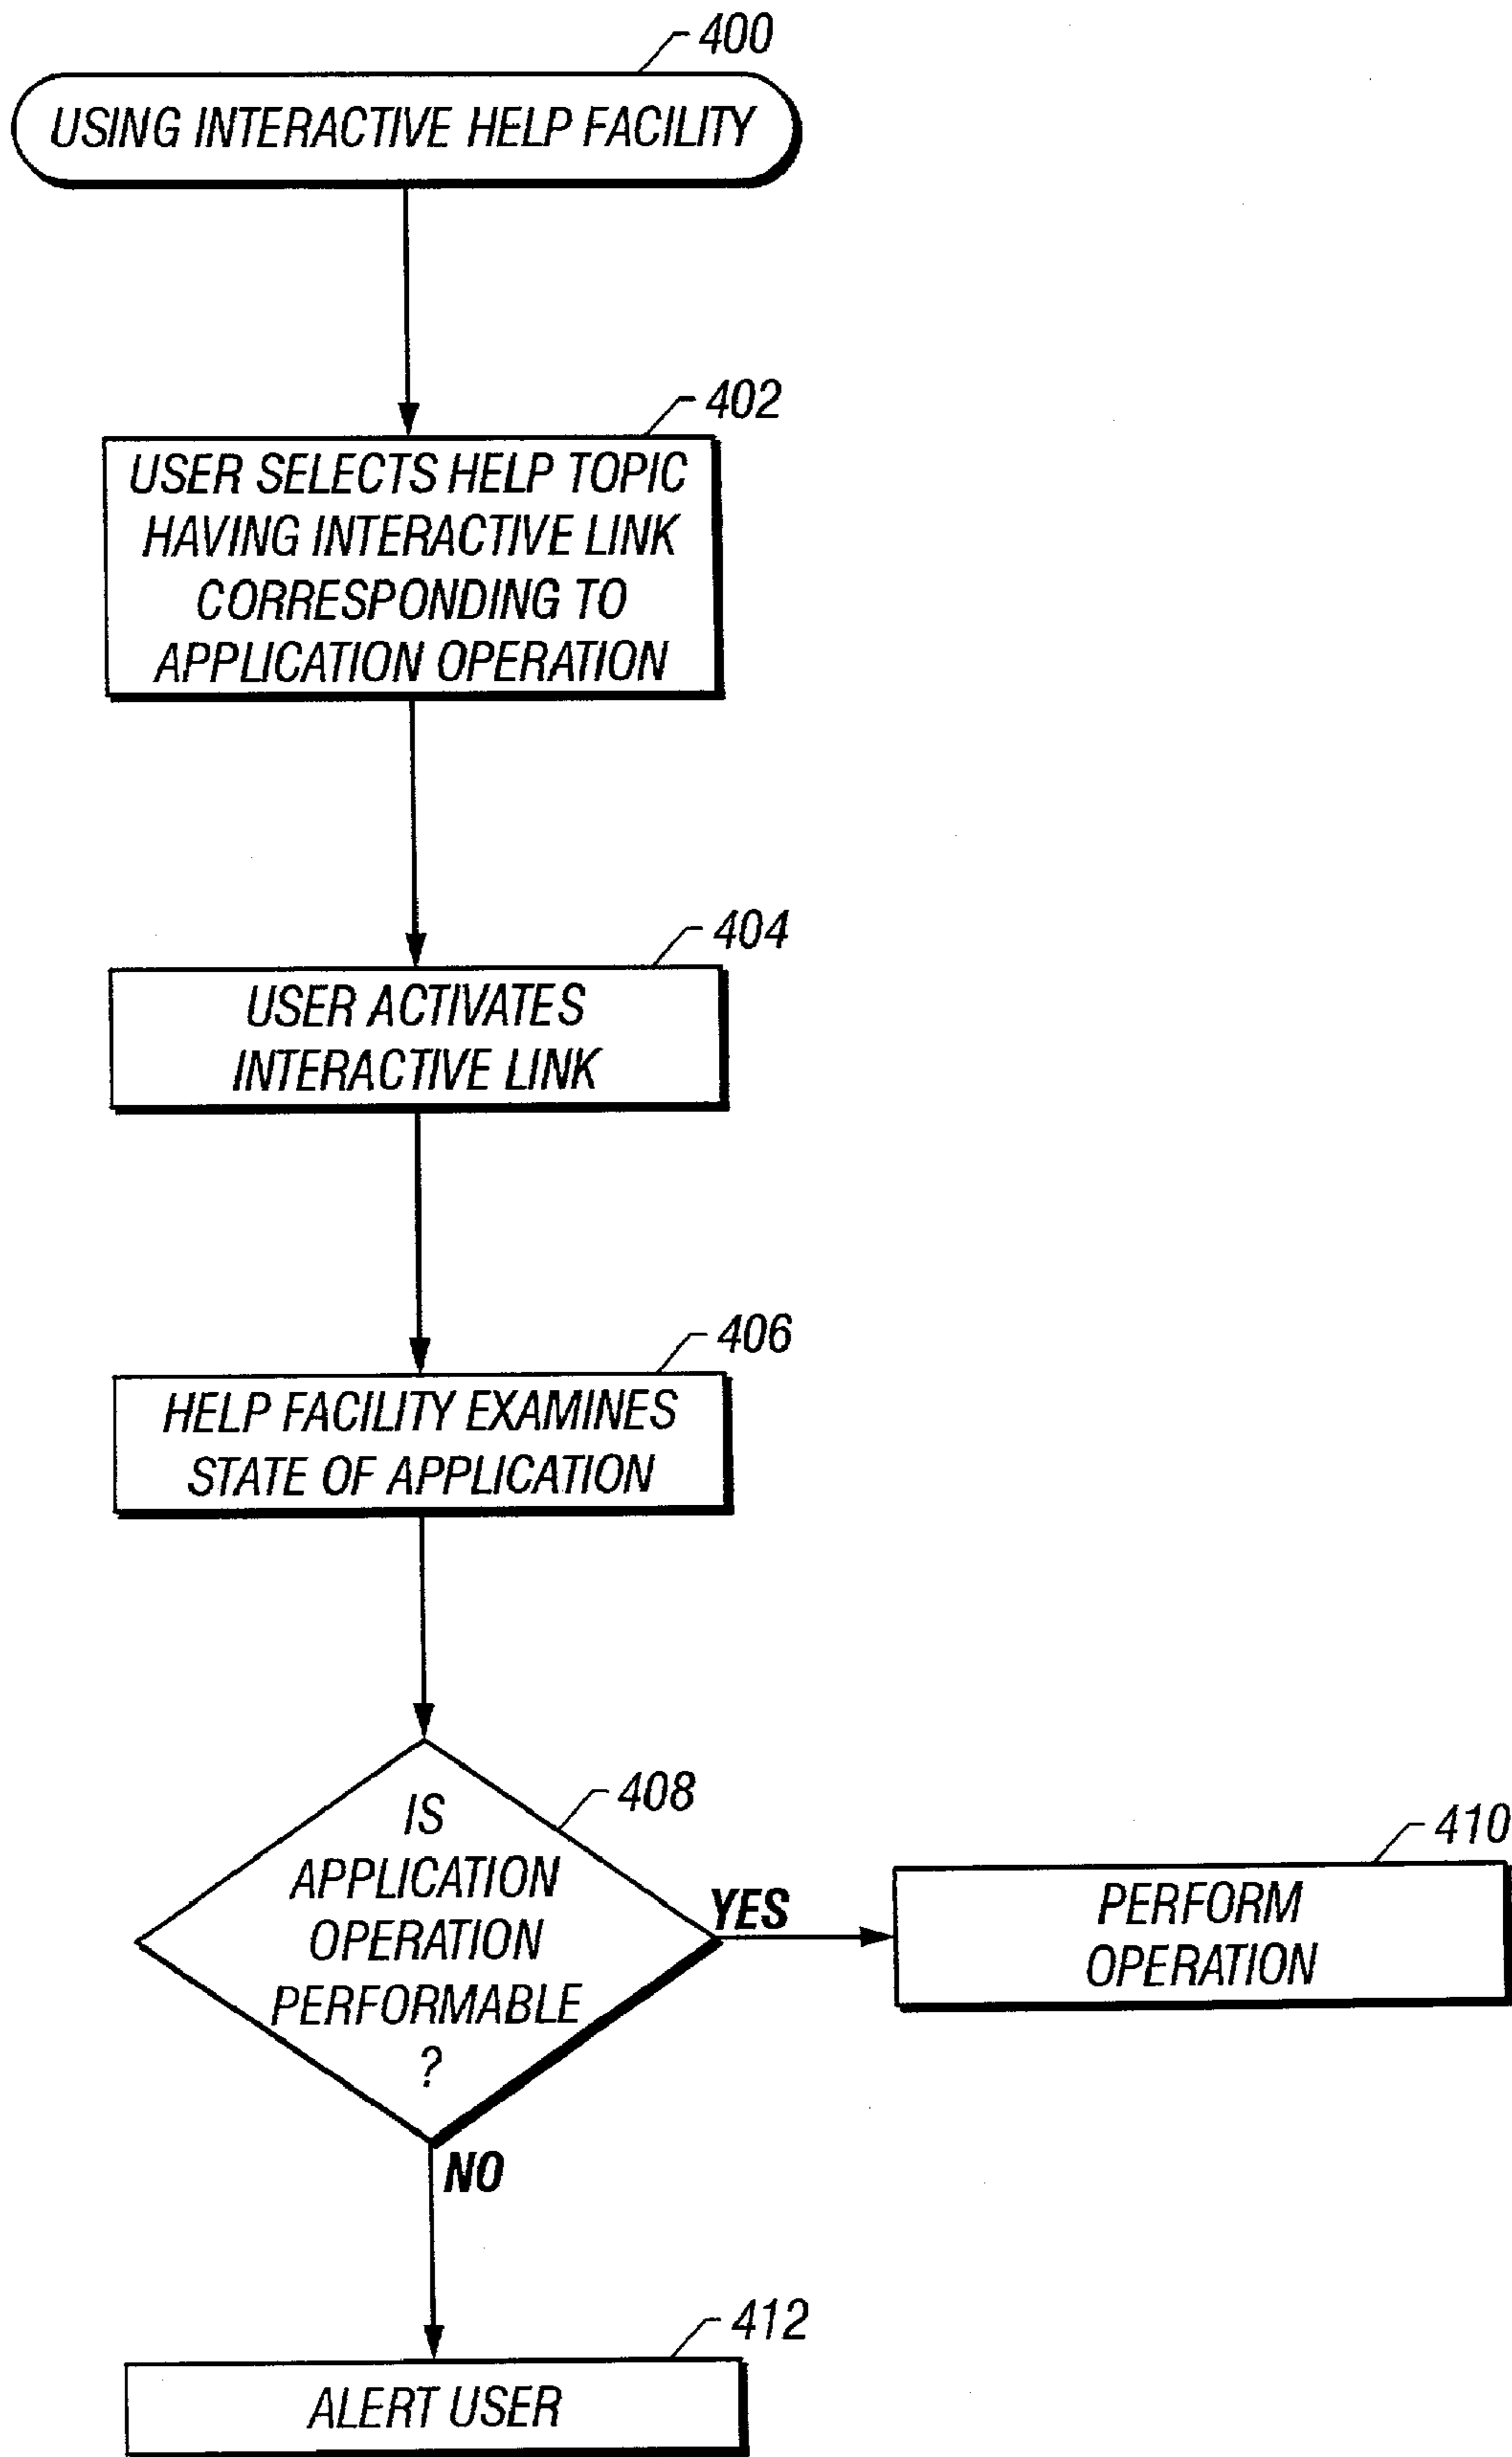 400
USING INTERACTIVE HELP FACILITY
402
USER SELECTS HELP TOPIC
HAVING INTERACTIVE LINK
CORRESPONDING TO
APPLICATION OPERATION
404
USER ACTIVATES
INTERACTIVE LINK
406
HELP FACILITY EXAMINES
STATE OF APPLICATION
408
IS
APPLICATION
OPERATION
PERFORMABLE
?
YES
410
PERFORM
OPERATION
NO
412
ALERT USER